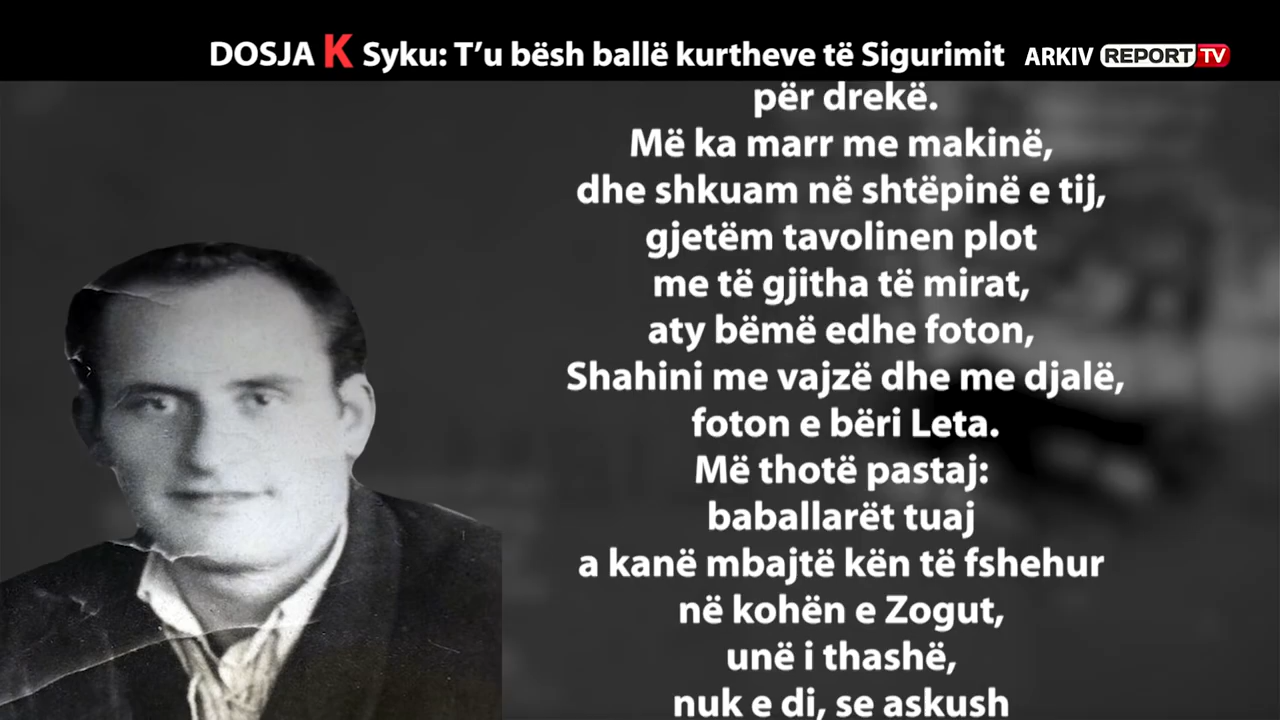 DOSJA K Syku: T’u bësh ballë kurtheve të Sigurimit ARKIV REPORT TV
për drekë.
Më ka marr me makinë,
dhe shkuam në shtëpinë e tij,
gjetëm tavolinen plot
me të gjitha të mirat,
aty bëmë edhe foton,
Shahini me vajzë dhe me djalë,
foton e bëri Leta.
Më thotë pastaj:
baballarët tuaj
a kanë mbajtë kën të fshehur
në kohën e Zogut,
unë i thashë,
nuk e di, se askush